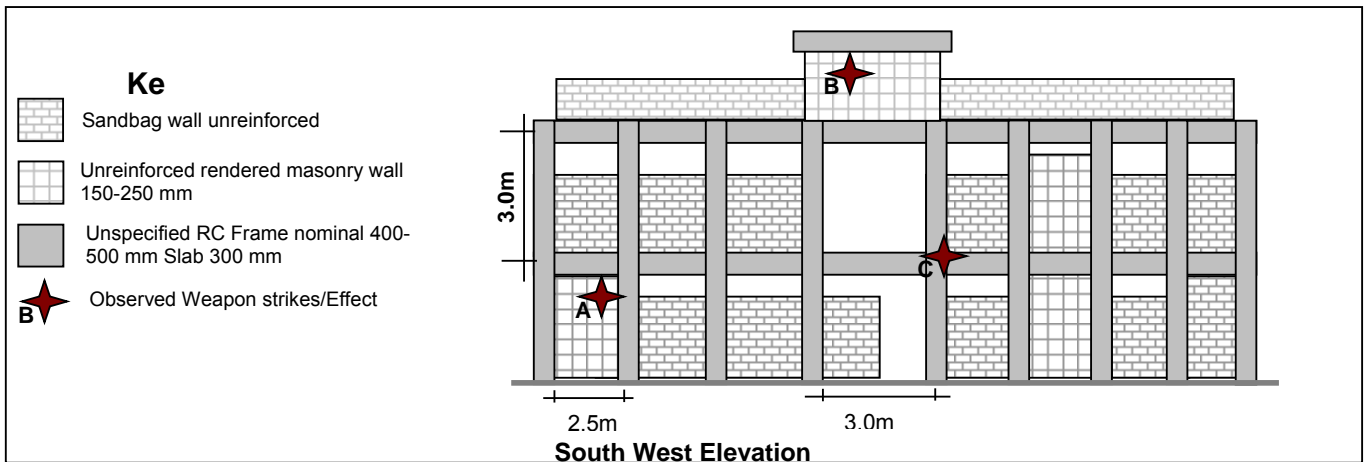 Ke
Sandbag wall unreinforced
Unreinforced rendered masonry wall
150-250 mm
Unspecified RC Frame nominal 400-
500 mm Slab 300 mm
B
Observed Weapon strikes/Effect
B
3.0m
C
A
2.5m
3.0m
South West Elevation